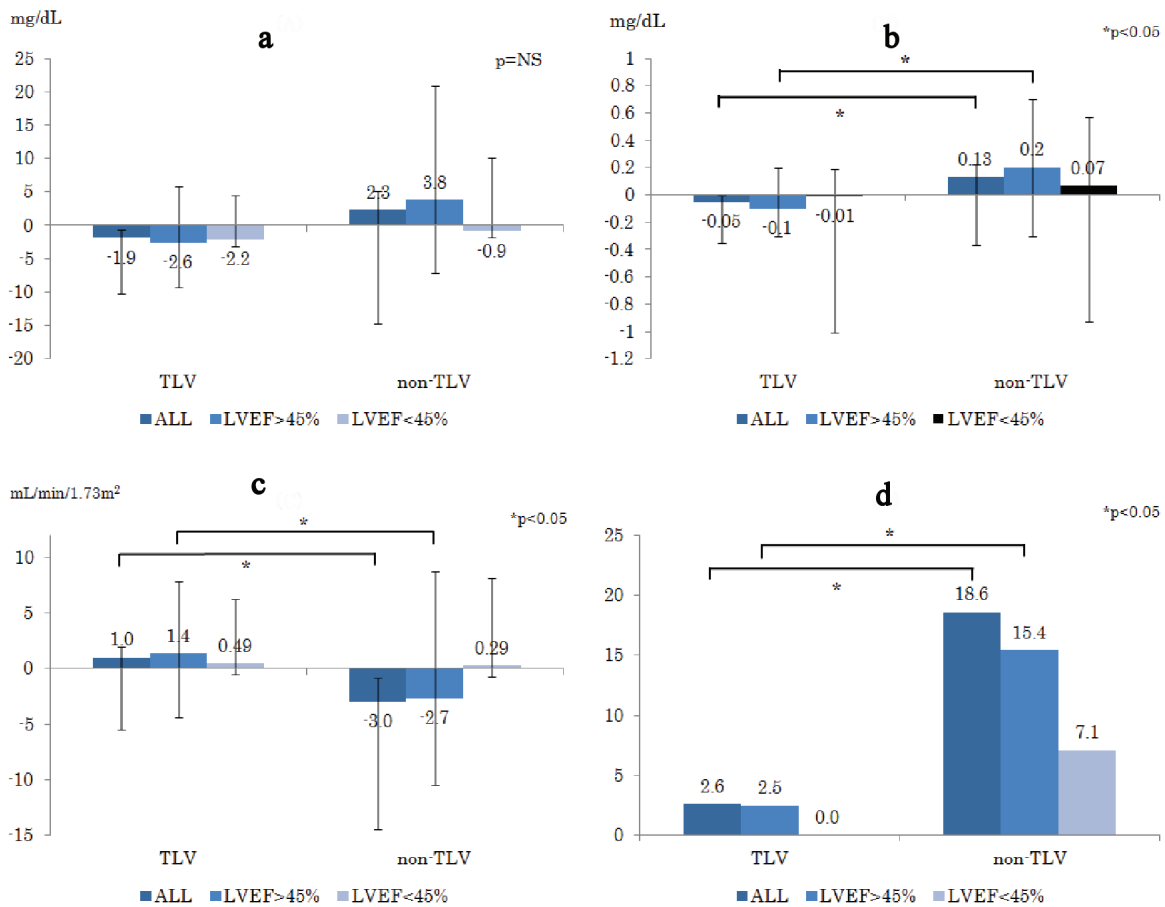 mg/dL
a
p=NS
25
20
15
10
5
0
-5
-10
-15
-20
-1.9
-2.6
-2.2
2.3
3.8
-0.9
TLV
non-TLV
ALL LVEF>45% LVEF<45%
mg/dL
b
*p<0.05
*
*
1
0.8
0.6
0.4
0.2
0
-0.2
-0.4
-0.6
-0.8
-1
-1.2
-0.05
-0.1
-0.01
0.13
0.2
0.07
TLV
non-TLV
ALL LVEF>45% LVEF<45%
mL/min/1.73m²
c
*p<0.05
*
*
10
5
0
-5
-10
-15
1.0
1.4
0.49
-3.0
-2.7
0.29
TLV
non-TLV
ALL LVEF>45% LVEF<45%
d
*p<0.05
*
*
25
20
15
10
5
0
2.6
2.5
0.0
18.6
15.4
7.1
TLV
non-TLV
ALL LVEF>45% LVEF<45%